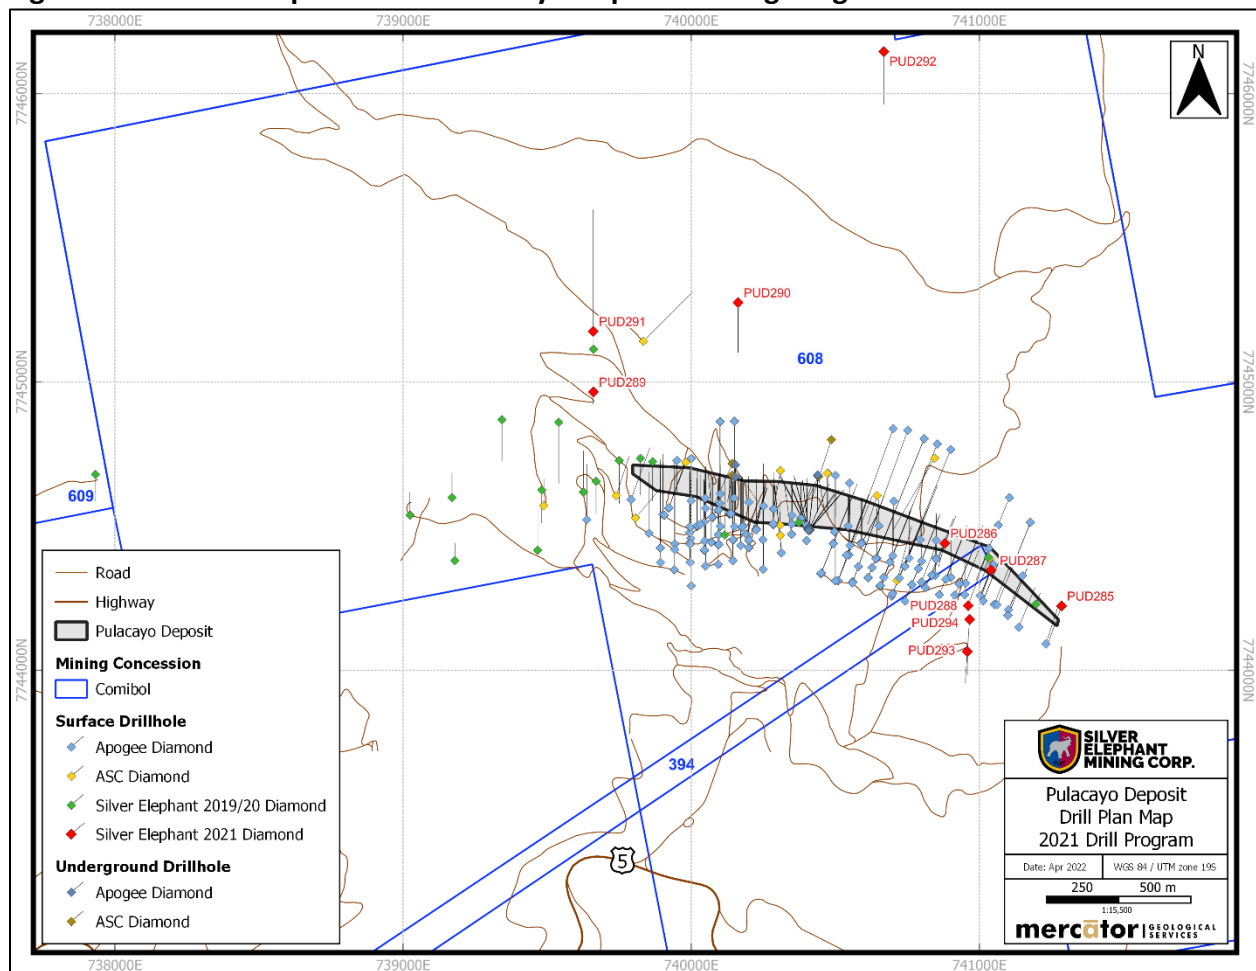 738000E
739000E
740000E
741000E
7746000N
7746000N
N
PUD292
PUD290
PUD291
608
PUD289
7745000N
7745000N
609
PUD286
PUD287
PUD288
PUD285
PUD294
PUD293
7744000N
7744000N
394
5
Road
Highway
Pulacayo Deposit
Mining Concession
Comibol
Surface Drillhole
Apogee Diamond
ASC Diamond
Silver Elephant 2019/20 Diamond
Silver Elephant 2021 Diamond
Underground Drillhole
Apogee Diamond
ASC Diamond
SILVER
ELEPHANT
MINING CORP.
Pulacayo Deposit
Drill Plan Map
2021 Drill Program
Date: Apr 2022
WGS 84 / UTM zone 19S
250 500 m
1:15,500
mercātor
GEOLOGICAL
SERVICES
738000E
739000E
740000E
741000E